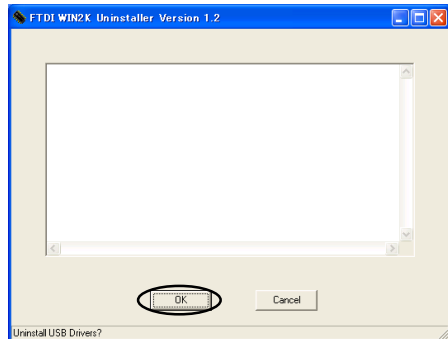 FTDI WIN2K Uninstaller Version 1.2
OK
Cancel
Uninstall USB Drivers?